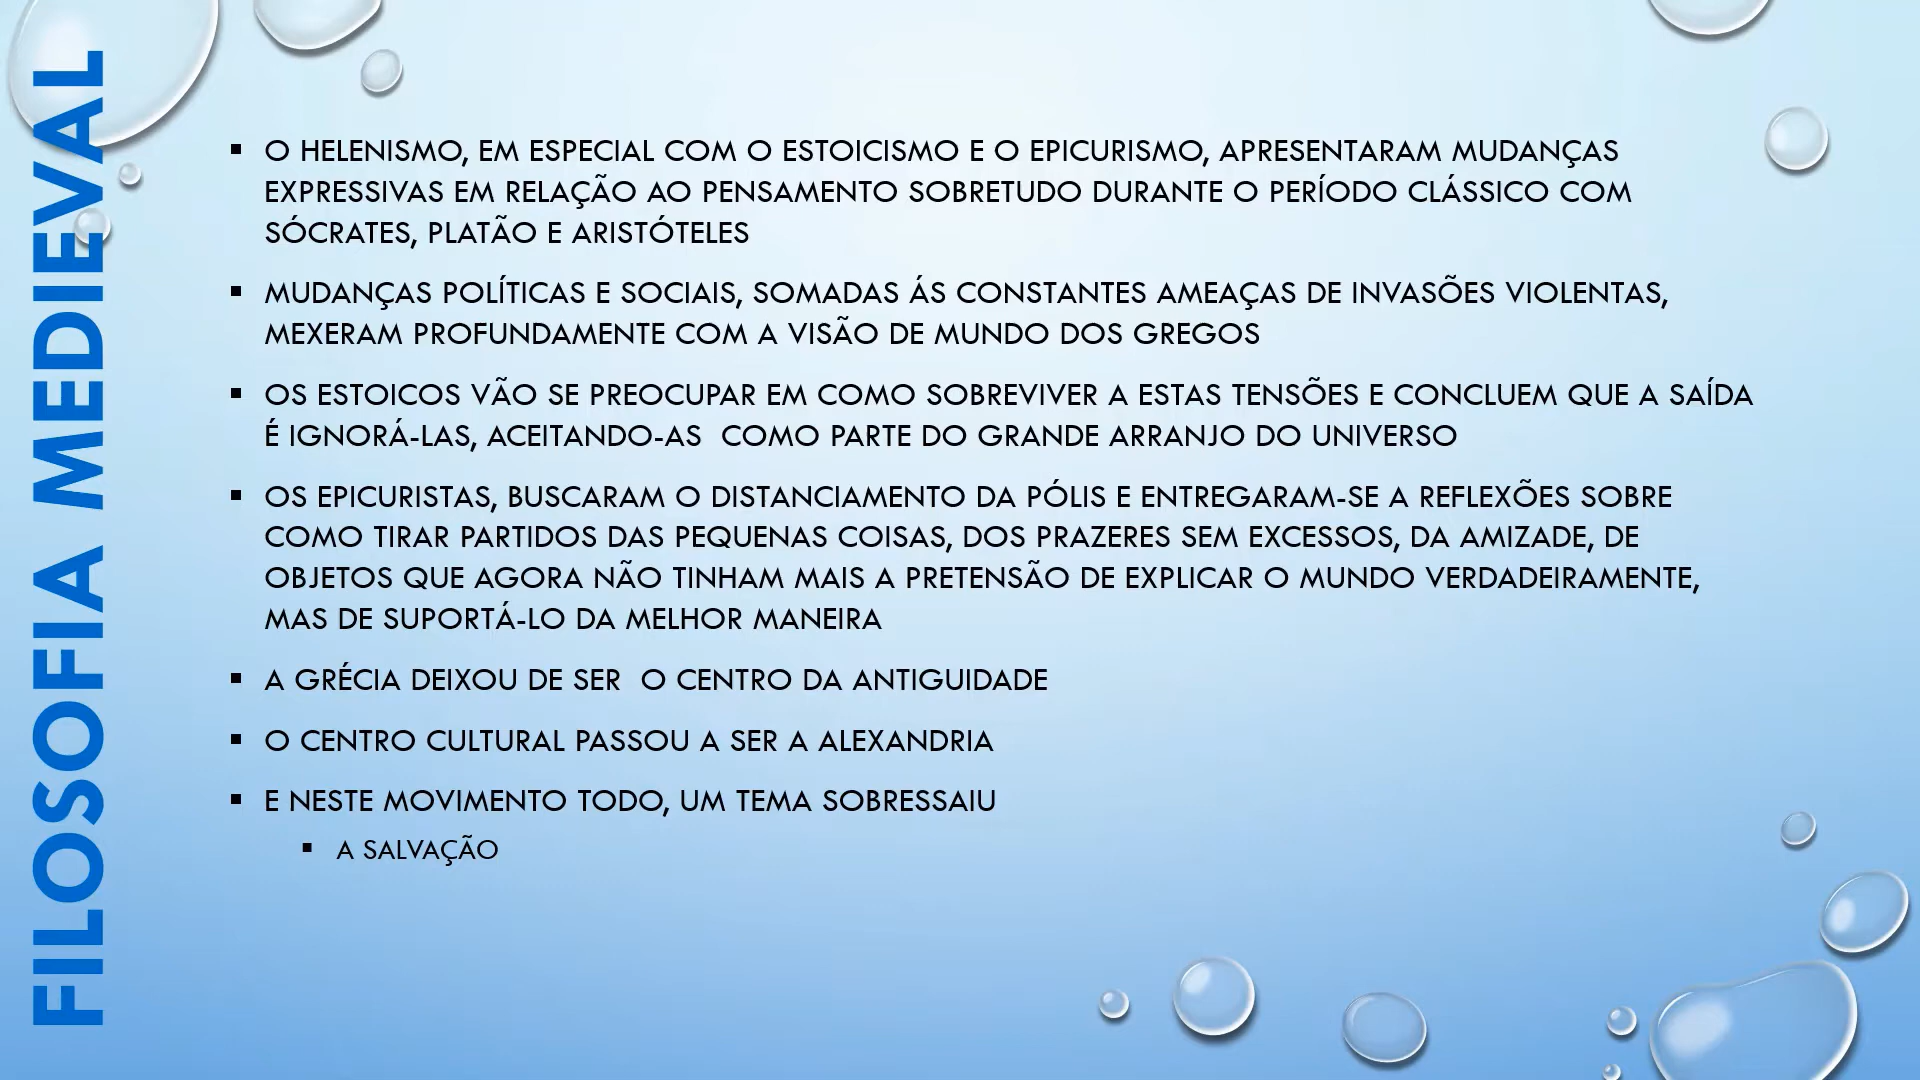 FILOSOFIA MEDIEVAL
▪ O HELENISMO, EM ESPECIAL COM O ESTOICISMO E O EPICURISMO, APRESENTARAM MUDANÇAS
EXPRESSIVAS EM RELAÇÃO AO PENSAMENTO SOBRETUDO DURANTE O PERÍODO CLÁSSICO COM
SÓCRATES, PLATÃO E ARISTÓTELES
▪ MUDANÇAS POLÍTICAS E SOCIAIS, SOMADAS ÁS CONSTANTES AMEAÇAS DE INVASÕES VIOLENTAS,
MEXERAM PROFUNDAMENTE COM A VISÃO DE MUNDO DOS GREGOS
▪ OS ESTOICOS VÃO SE PREOCUPAR EM COMO SOBREVIVER A ESTAS TENSÕES E CONCLUEM QUE A SAÍDA
É IGNORÁ-LAS, ACEITANDO-AS  COMO PARTE DO GRANDE ARRANJO DO UNIVERSO
▪ OS EPICURISTAS, BUSCARAM O DISTANCIAMENTO DA PÓLIS E ENTREGARAM-SE A REFLEXÕES SOBRE
COMO TIRAR PARTIDOS DAS PEQUENAS COISAS, DOS PRAZERES SEM EXCESSOS, DA AMIZADE, DE
OBJETOS QUE AGORA NÃO TINHAM MAIS A PRETENSÃO DE EXPLICAR O MUNDO VERDADEIRAMENTE,
MAS DE SUPORTÁ-LO DA MELHOR MANEIRA
▪ A GRÉCIA DEIXOU DE SER  O CENTRO DA ANTIGUIDADE
▪ O CENTRO CULTURAL PASSOU A SER A ALEXANDRIA
▪ E NESTE MOVIMENTO TODO, UM TEMA SOBRESSAIU
▪ A SALVAÇÃO